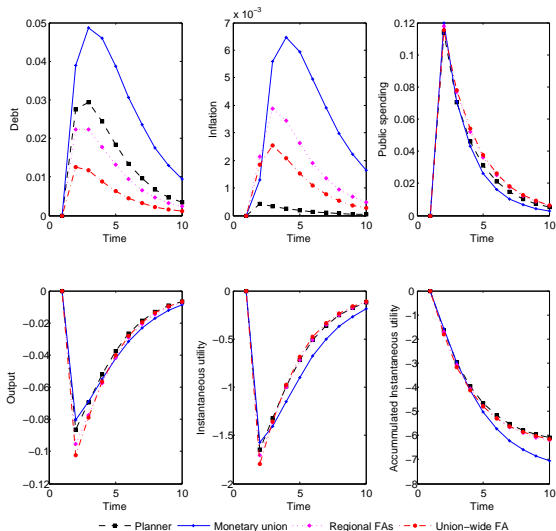 x 10⁻³
0.05
0.04
0.03
0.02
0.01
0
Debt
0 5 10
Time
7
6
5
4
3
2
1
0
Inflation
0 5 10
Time
0.12
0.1
0.08
0.06
0.04
0.02
0
Public spending
0 5 10
Time
0
−0.02
−0.04
−0.06
−0.08
−0.1
−0.12
Output
0 5 10
Time
0
−0.5
−1
−1.5
−2
Instantaneous utility
0 5 10
Time
0
−1
−2
−3
−4
−5
−6
−7
−8
Accummulated Instantaneous utility
0 5 10
Time
Planner Monetary union Regional FAs Union−wide FA